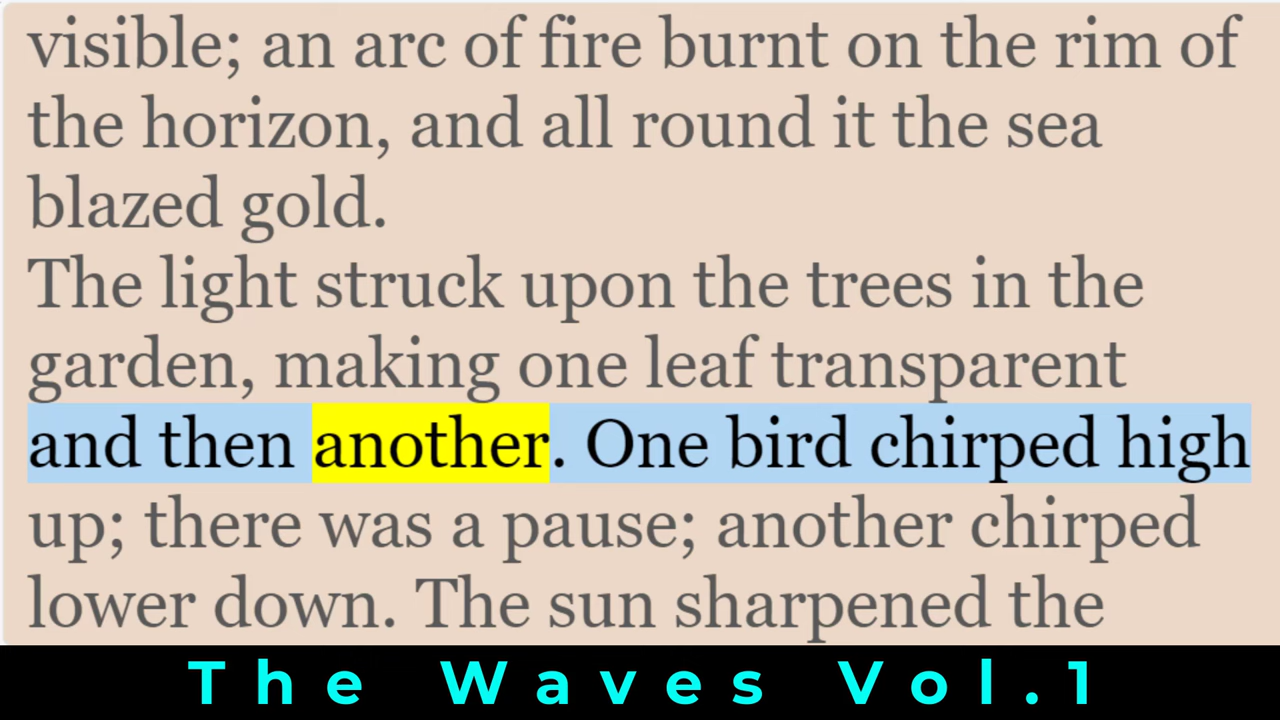 visible; an arc of fire burnt on the rim of
the horizon, and all round it the sea
blazed gold.
The light struck upon the trees in the
garden, making one leaf transparent
and then another. One bird chirped high
up; there was a pause; another chirped
lower down. The sun sharpened the
The Waves Vol.1